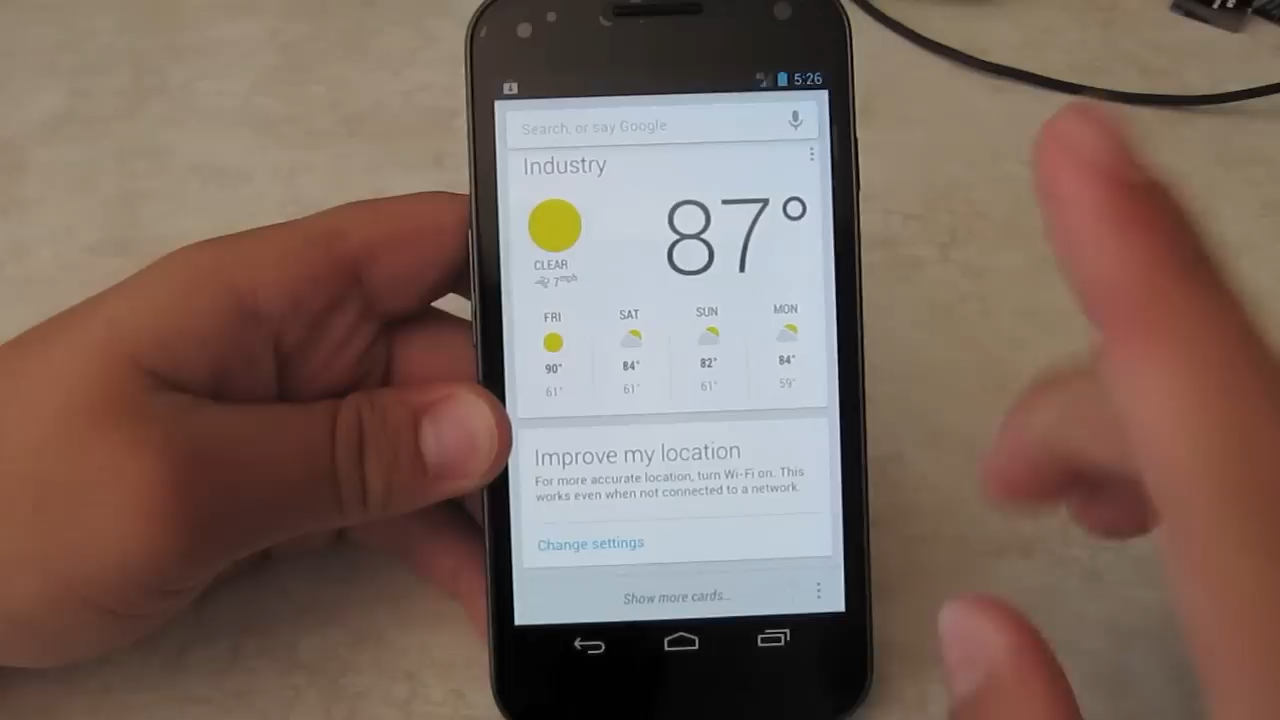 5:26
Search, or say Google
Industry
87°
CLEAR
7mph
FRI SAT SUN MON
90° 84° 82° 84°
61° 61° 61° 59°
Improve my location
For more accurate location, turn Wi-Fi on. This
works even when not connected to a network.
Change settings
Show more cards...